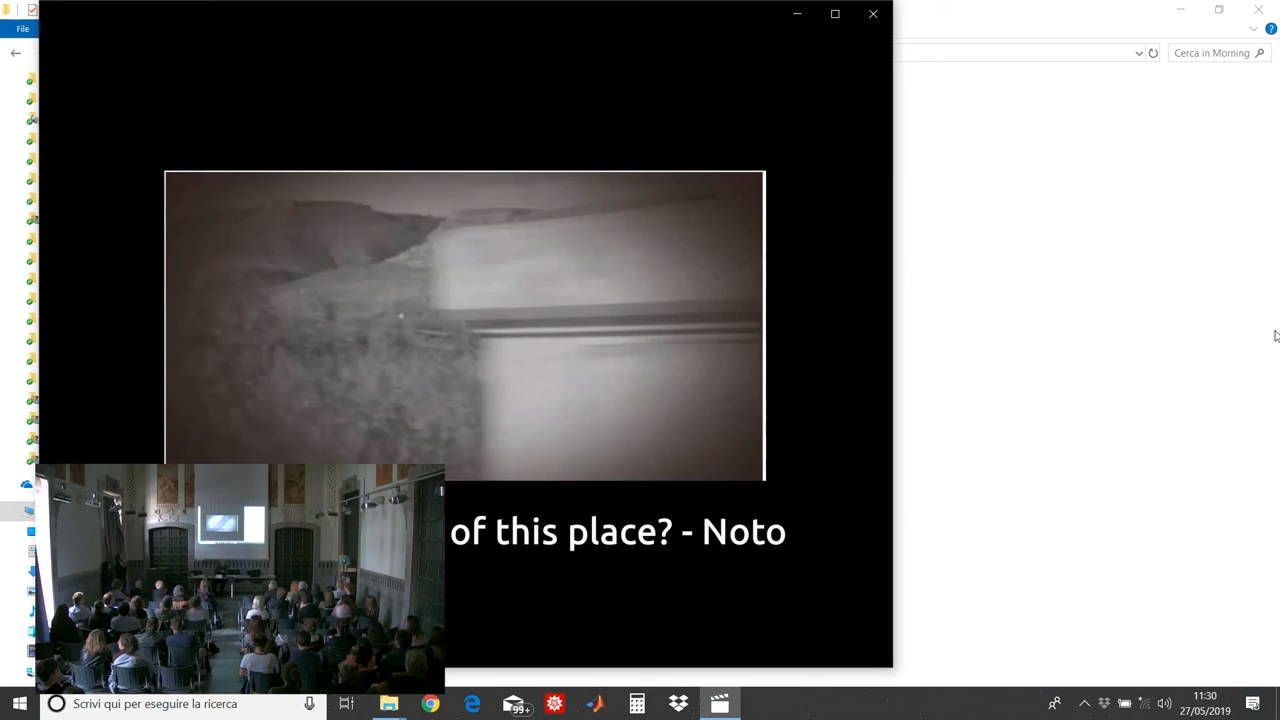 File
Cerca in Morning
of this place? - Noto
Scrivi qui per eseguire la ricerca
99+
11:30
27/05/2019